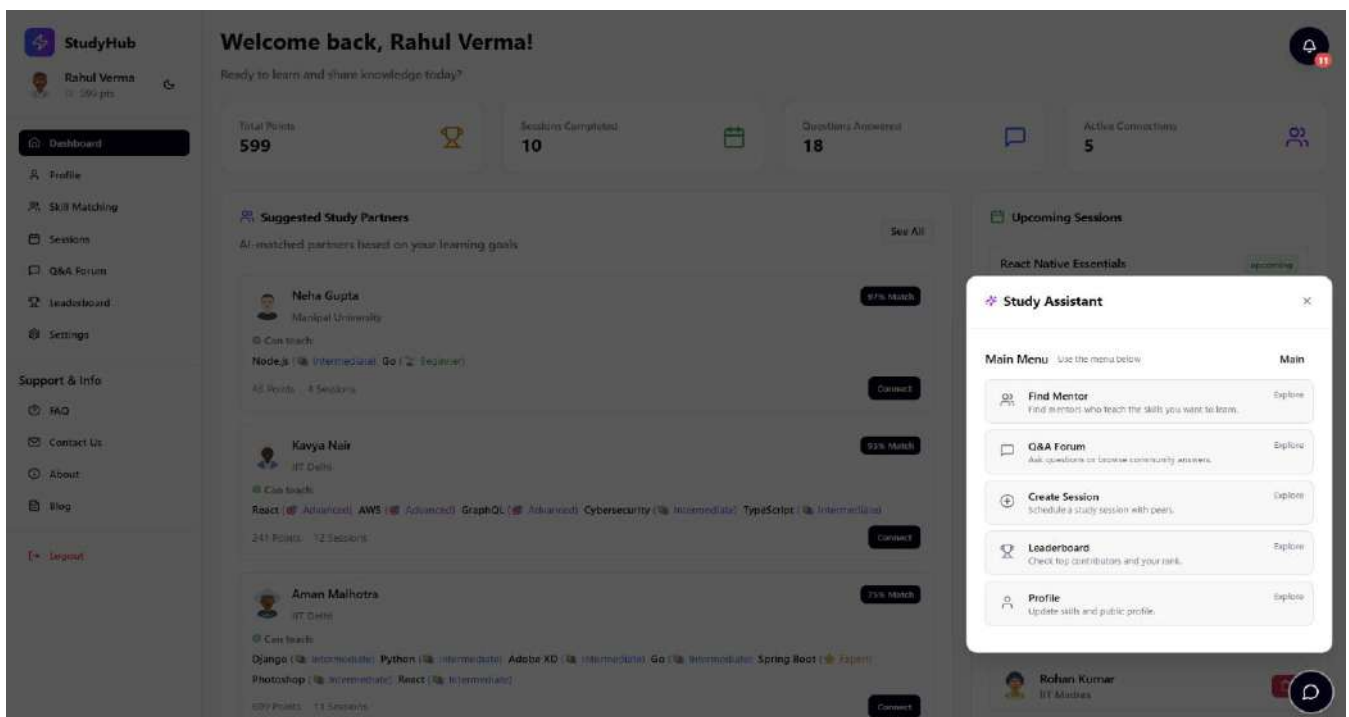 StudyHub
Rahul Verma
599 pts
Dashboard
Profile
Skill Matching
Sessions
Q&A Forum
Leaderboard
Settings
Support & Info
FAQ
Contact Us
About
Blog
Logout
Welcome back, Rahul Verma!
Ready to learn and share knowledge today?
11
Total Points
599
Sessions Completed
10
Questions Answered
18
Active Connections
5
Suggested Study Partners
AI-matched partners based on your learning goals
See All
Neha Gupta
97% Match
Manipal University
Can teach:
Node.js (Intermediate) Go (Beginner)
Points 4 Sessions
Connect
Kavya Nair
93% Match
IIT Delhi
Can teach:
React (Advanced) AWS (Advanced) GraphQL (Advanced) Cybersecurity (Intermediate) TypeScript (Intermediate)
241 Points 12 Sessions
Connect
Aman Malhotra
Match
IIT Delhi
Can teach:
Django (Intermediate) Python (Intermediate) Adobe XD (Intermediate) Go (Intermediate) Spring Boot (Expert)
Photoshop (Intermediate) React (Intermediate)
Points Sessions
Connect
Upcoming Sessions
React Native Essentials
upcoming
Study Assistant
Main Menu Use the menu below Main
Find Mentor Explore
Find mentors who teach the skills you want to learn.
Q&A Forum Explore
Ask questions or browse community answers.
Create Session Explore
Schedule a study session with peers.
Leaderboard Explore
Check top contributors and your rank.
Profile Explore
Update skills and public profile.
Rohan Kumar
IIT Madras